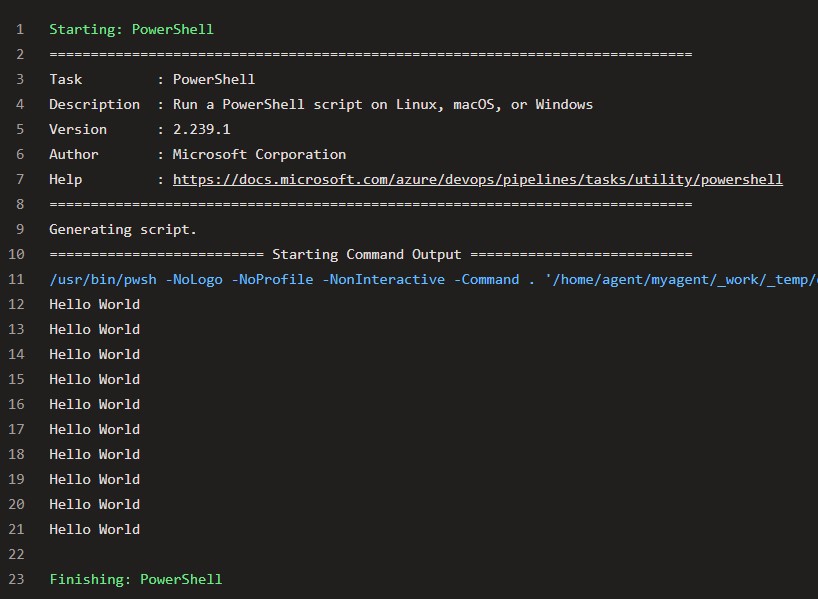 1 Starting: PowerShell
2 ==============================================================================
3 Task         : PowerShell
4 Description  : Run a PowerShell script on Linux, macOS, or Windows
5 Version      : 2.239.1
6 Author       : Microsoft Corporation
7 Help         : https://docs.microsoft.com/azure/devops/pipelines/tasks/utility/powershell
8 ==============================================================================
9 Generating script.
10 ========================== Starting Command Output ===========================
11 /usr/bin/pwsh -NoLogo -NoProfile -NonInteractive -Command . '/home/agent/myagent/_work/_temp/
12 Hello World
13 Hello World
14 Hello World
15 Hello World
16 Hello World
17 Hello World
18 Hello World
19 Hello World
20 Hello World
21 Hello World
22
23 Finishing: PowerShell